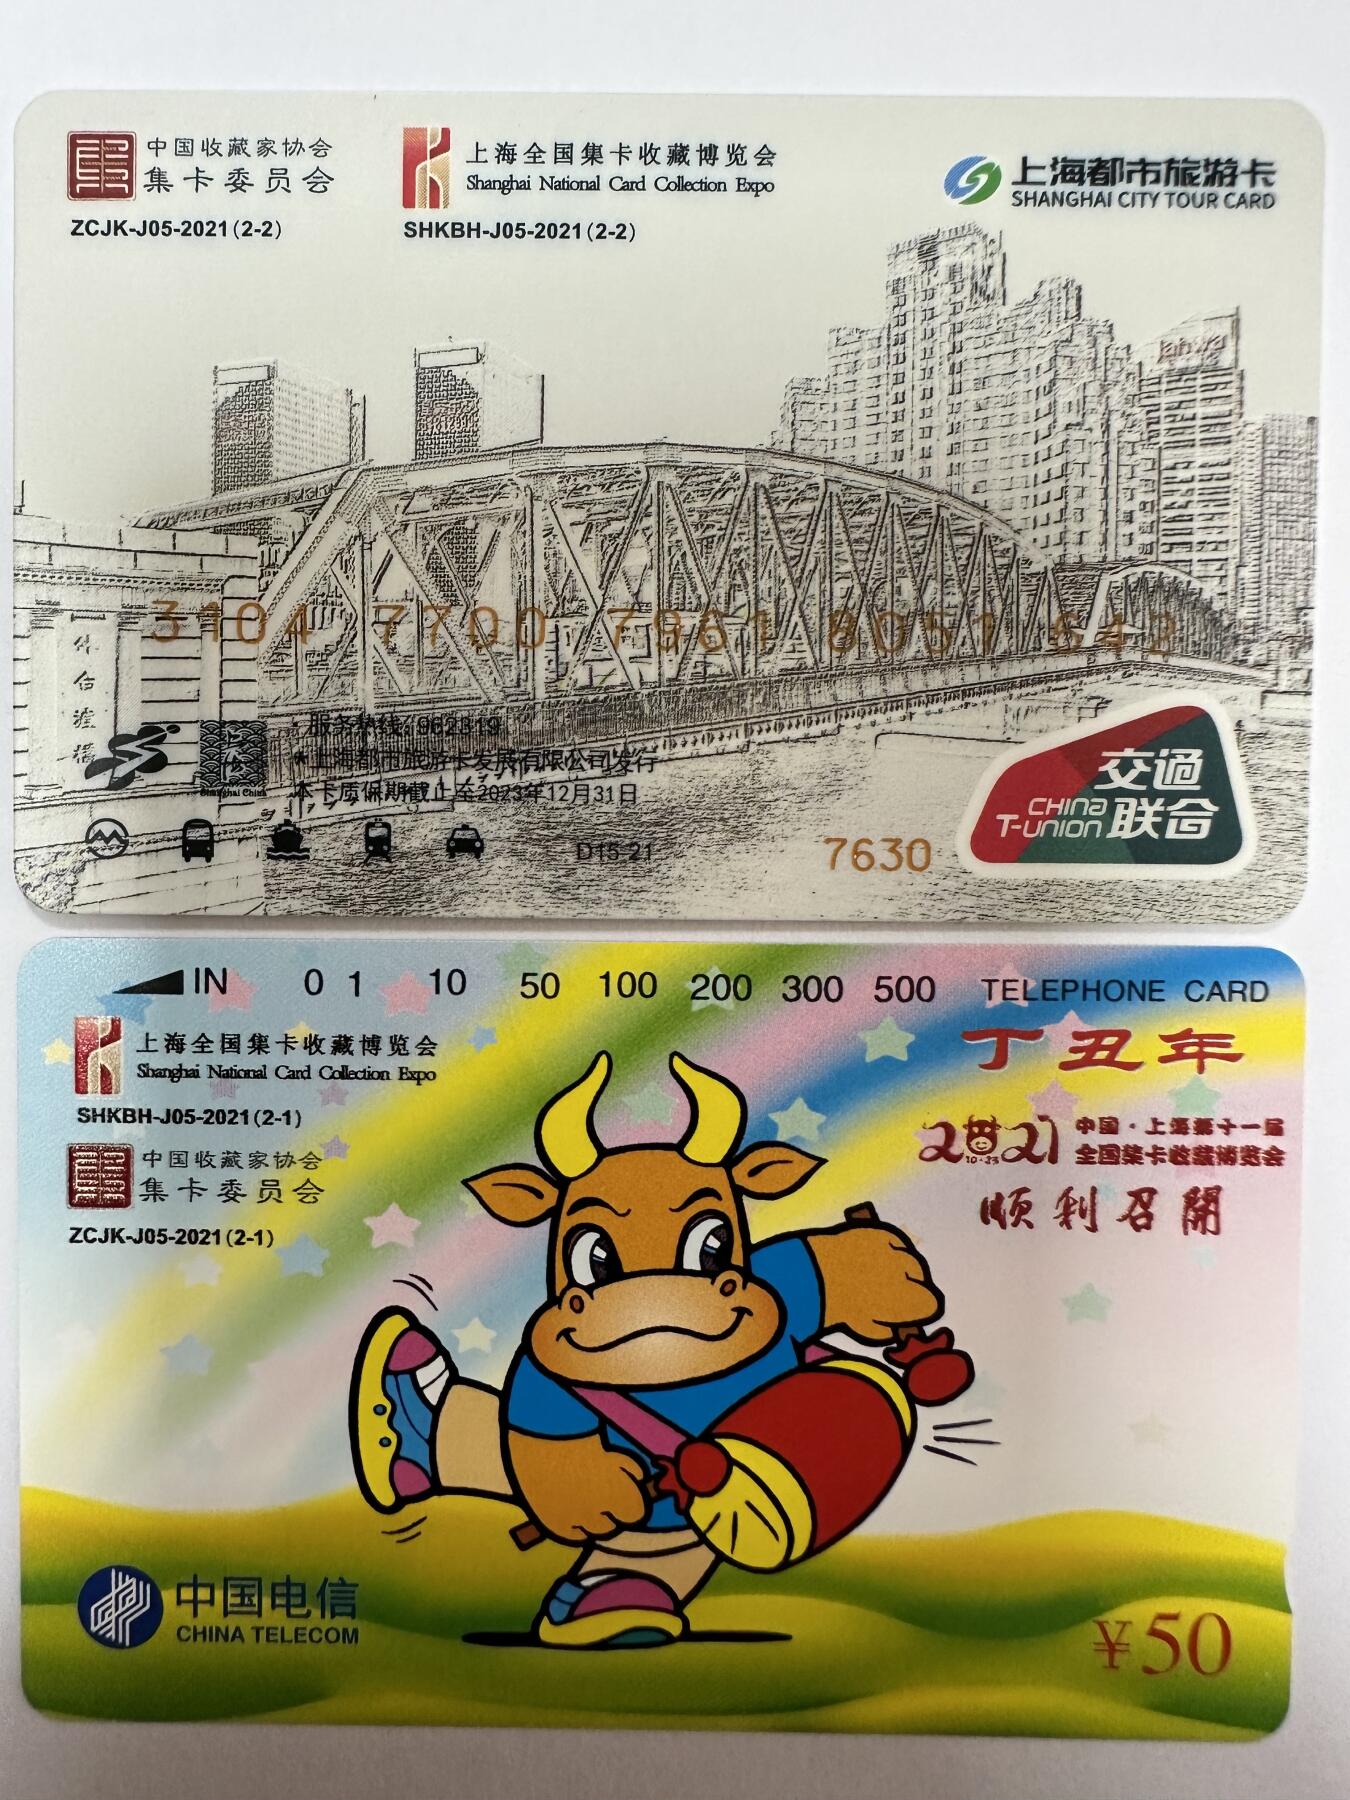 中国收藏家协会
集卡委员会
ZCJK-J05-2021(2-2)
上海全国集卡收藏博览会
Shanghai National Card Collection Expo
SHKBH-J05-2021(2-2)
上海都市旅游卡
SHANGHAI CITY TOUR CARD
3104 7700 7961 8051 642
外白渡橋
上海
Shanghai China
·服务热线:962319
*上海都市旅游卡发展有限公司发行
本卡质保期截止至2023年12月31日
D15-21
7630
交通
联合
CHINA
T-UNION
IN 0 1 10 50 100 200 300 500 TELEPHONE CARD
上海全国集卡收藏博览会
Shanghai National Card Collection Expo
SHKBH-J05-2021(2-1)
中国收藏家协会
集卡委员会
ZCJK-J05-2021(2-1)
丁丑年
2021
10·23
中国·上海第十一届
全国集卡收藏博览会
顺利召開
中国电信
CHINA TELECOM
¥50